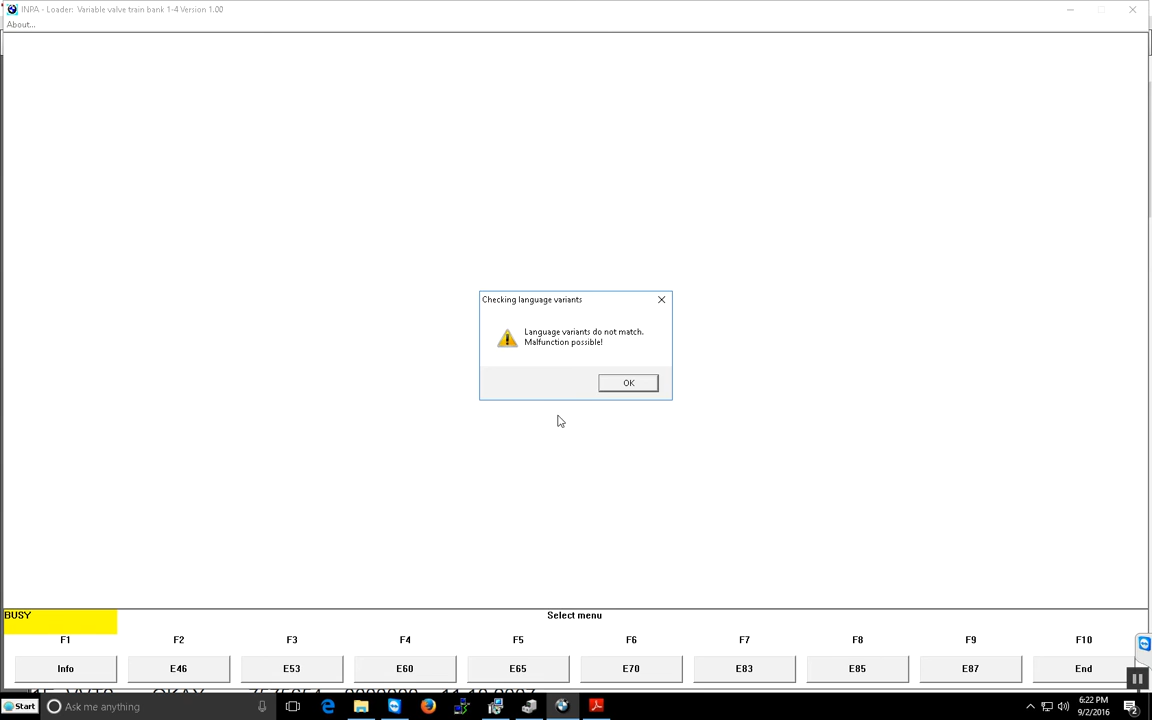 INPA - Loader: Variable valve train bank 1-4 Version 1.00
About...
Checking language variants
Language variants do not match.
Malfunction possible!
OK
BUSY
Select menu
F1 F2 F3 F4 F5 F6 F7 F8 F9 F10
Info E46 E53 E60 E65 E70 E83 E85 E87 End
OKAY
Start
Ask me anything
6:22 PM
9/2/2016
2